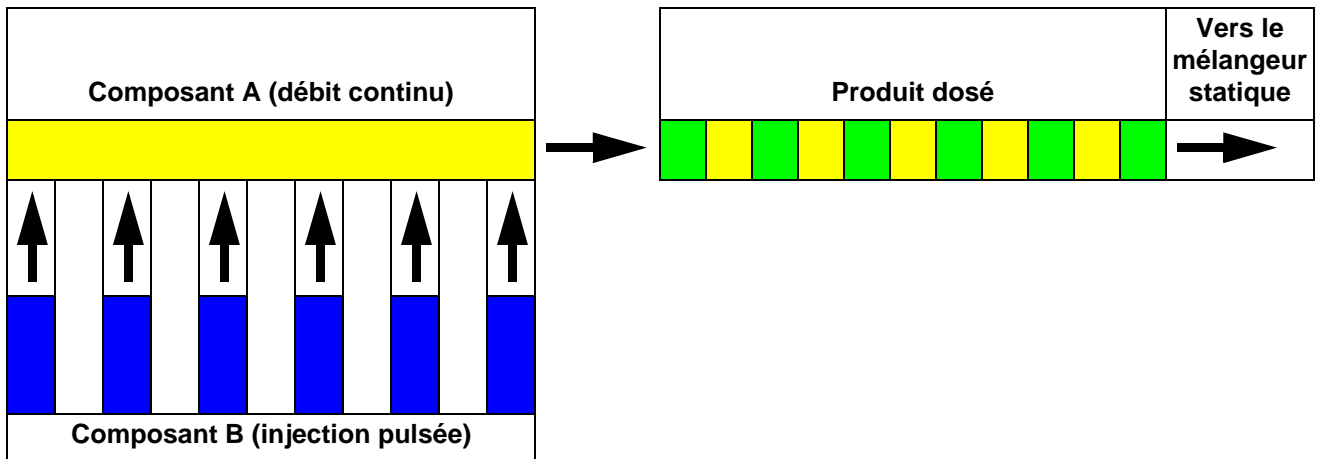 Composant A (débit continu)
Produit dosé
Vers le
mélangeur
statique
Composant B (injection pulsée)